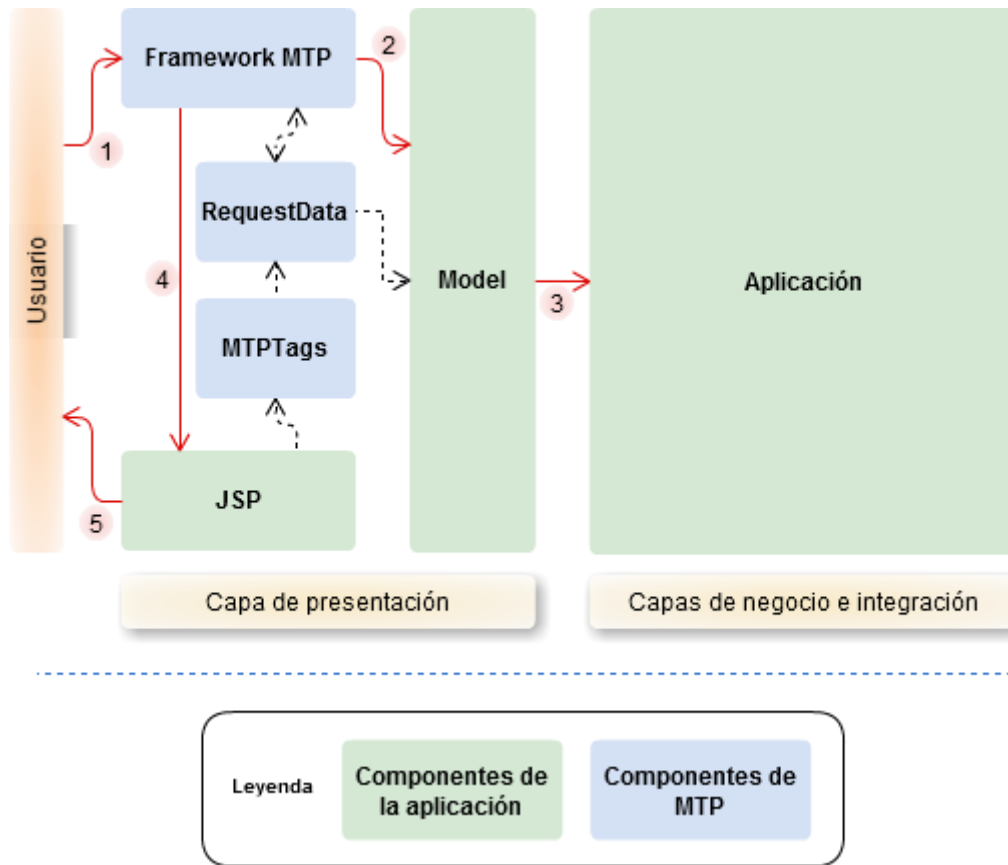 Framework MTP
2
1
RequestData
Usuario
4
Model
3
Aplicación
MTPTags
JSP
5
Capa de presentación
Capas de negocio e integración
Leyenda
Componentes de
la aplicación
Componentes de
MTP